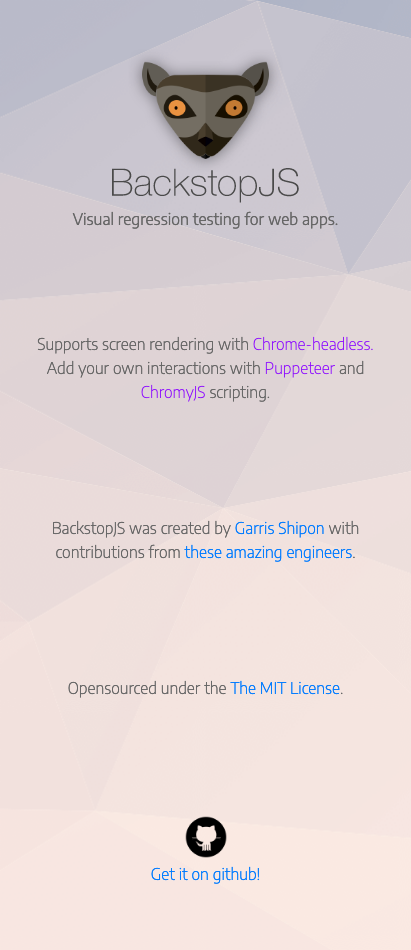 BackstopJS
Visual regression testing for web apps.
Supports screen rendering with Chrome-headless.
Add your own interactions with Puppeteer and
ChromyJS scripting.
BackstopJS was created by Garris Shipon with
contributions from these amazing engineers.
Opensourced under the The MIT License.
Get it on github!